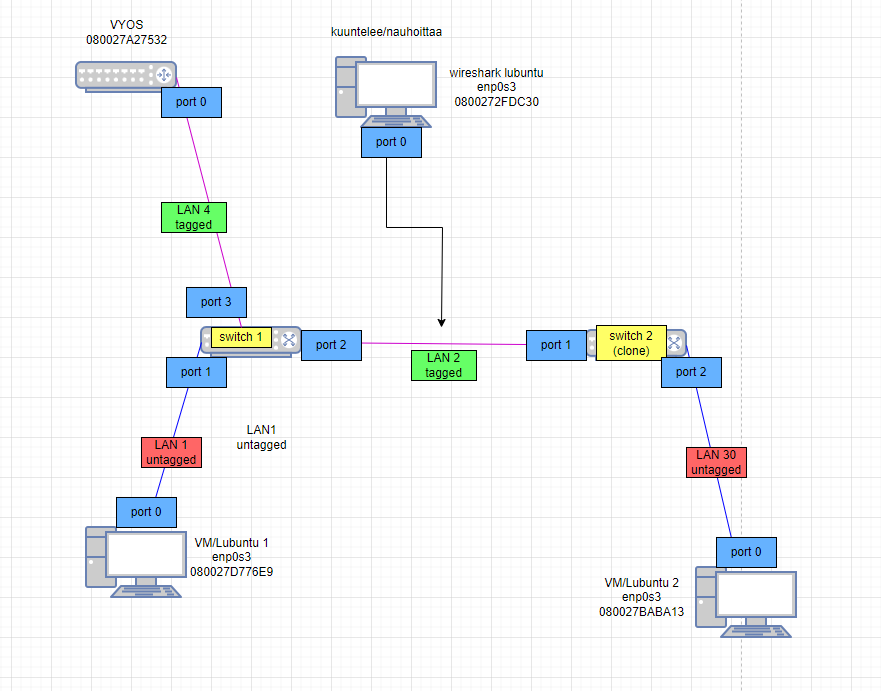 VYOS
080027A27532
port 0
kuuntelee/nauhoittaa
wireshark lubuntu
enp0s3
0800272FDC30
port 0
LAN 4
tagged
port 3
switch 1
port 2
port 1
LAN 2
tagged
port 1
switch 2
(clone)
port 2
LAN 1
untagged
LAN1
untagged
LAN 30
untagged
port 0
VM/Lubuntu 1
enp0s3
080027D776E9
port 0
VM/Lubuntu 2
enp0s3
080027BABA13